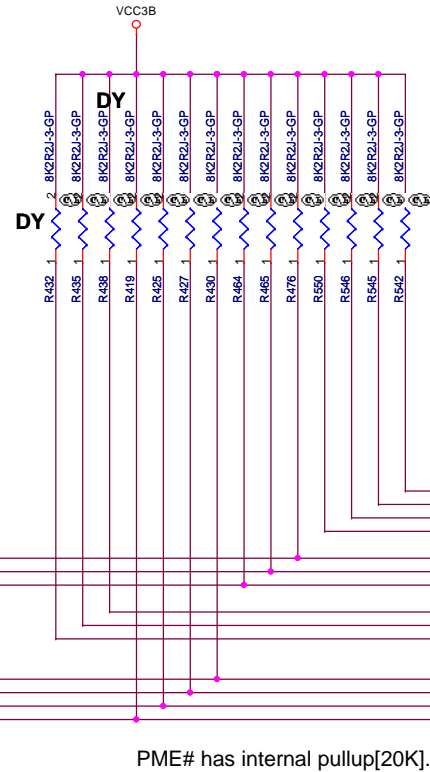 VCC3B
DY
8K2R2J-3-GP
8K2R2J-3-GP
8K2R2J-3-GP
8K2R2J-3-GP
8K2R2J-3-GP
8K2R2J-3-GP
8K2R2J-3-GP
8K2R2J-3-GP
8K2R2J-3-GP
8K2R2J-3-GP
8K2R2J-3-GP
8K2R2J-3-GP
8K2R2J-3-GP
8K2R2J-3-GP
2
DY
1
1
1
1
1
1
1
1
1
1
1
1
1
1
R432
R435
R438
R419
R425
R427
R430
R464
R465
R476
R550
R546
R545
R542
PME# has internal pullup[20K].